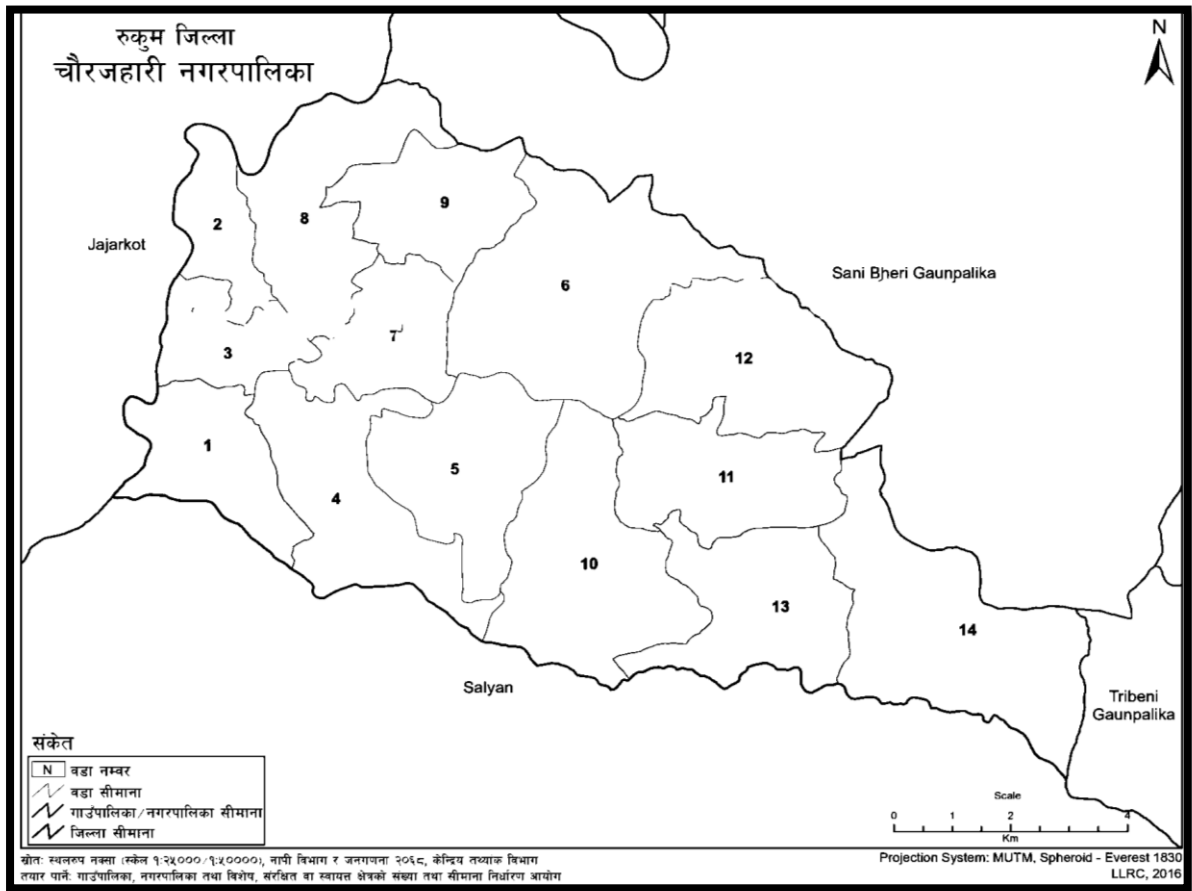 रुकुम जिल्ला
चौरजहारी नगरपालिका
N
2
8
9
Jajarkot
Sani Bheri Gaunpalika
6
7
3
12
1
5
4
11
10
13
14
Salyan
Tribeni
Gaunpalika
संकेत
N वडा नम्वर
वडा सीमाना
गाउँपालिका/नगरपालिका सीमाना
जिल्ला सीमाना
Scale
0 1 2 4
Km
स्रोतः स्थलरुप नक्सा (स्केल १:२५०००/१:५००००), नापी विभाग र जनगणना २०६८, केन्द्रिय तथ्यांक विभाग
तयार पार्नेः गाउँपालिका, नगरपालिका तथा विशेष, संरक्षित वा स्वायत्त क्षेत्रको संख्या तथा सीमाना निर्धारण आयोग
Projection System: MUTM, Spheroid - Everest 1830
LLRC, 2016